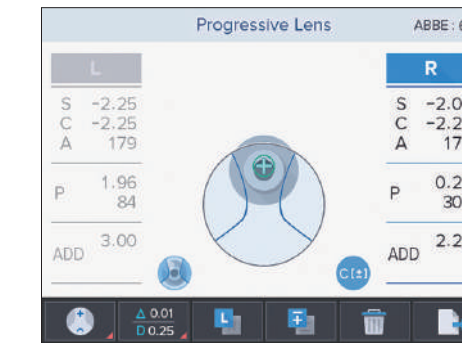 Progressive Lens ABBE :
L
S -2.25
C -2.25
A 179
P 1.96
84
ADD 3.00
R
S -2.0
C -2.2
A 17
P 0.2
30
ADD 2.2
C[±]
Δ 0.01
D 0.25
L